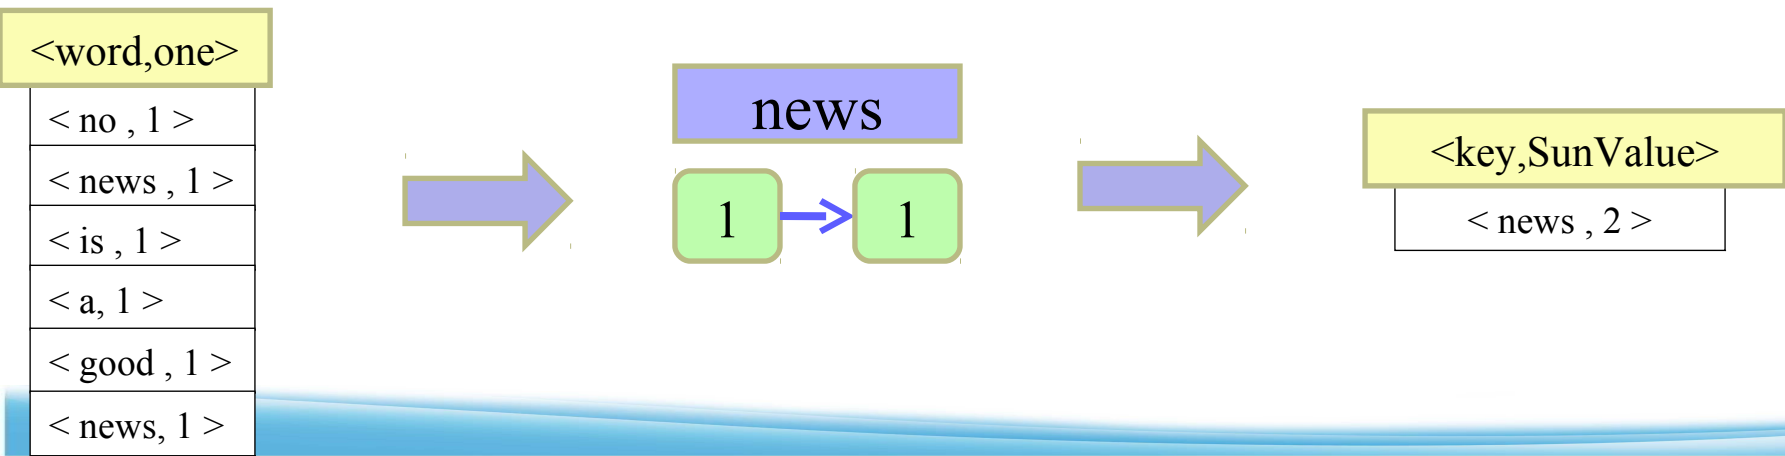 <word,one>
< no , 1 >
< news , 1 >
< is , 1 >
< a, 1 >
< good , 1 >
< news, 1 >
news
1 1
<key,SunValue>
< news , 2 >